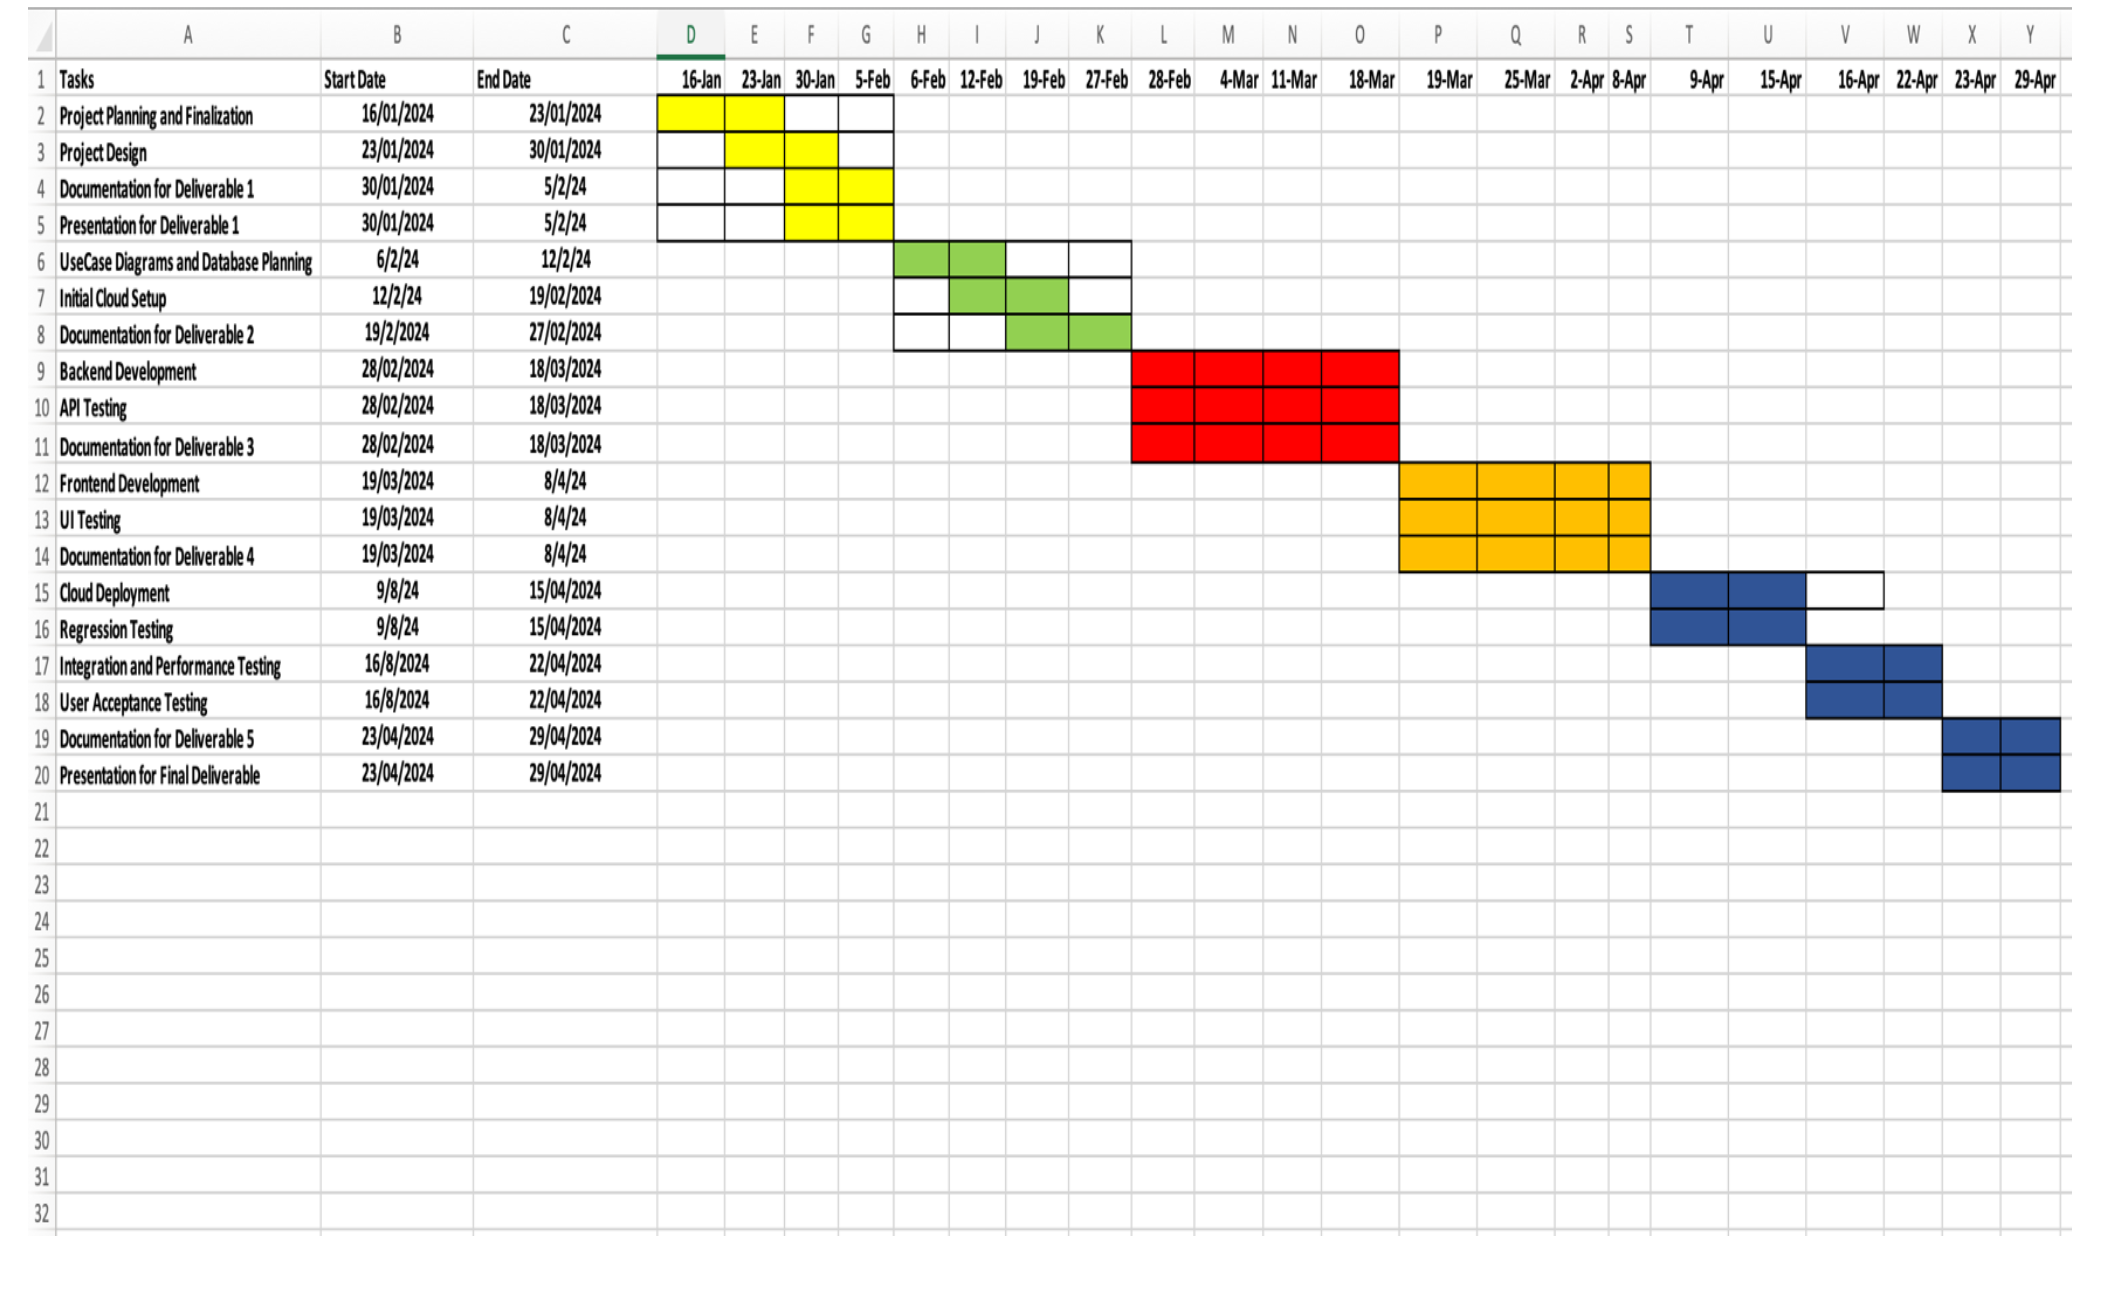 A B C D E F G H I J K L M N O P Q R S T U V W X Y
1 Tasks Start Date End Date 16-Jan 23-Jan 30-Jan 5-Feb 6-Feb 12-Feb 19-Feb 27-Feb 28-Feb 4-Mar 11-Mar 18-Mar 19-Mar 25-Mar 2-Apr 8-Apr 9-Apr 15-Apr 16-Apr 22-Apr 23-Apr 29-Apr
2 Project Planning and Finalization 16/01/2024 23/01/2024
3 Project Design 23/01/2024 30/01/2024
4 Documentation for Deliverable 1 30/01/2024 5/2/24
5 Presentation for Deliverable 1 30/01/2024 5/2/24
6 UseCase Diagrams and Database Planning 6/2/24 12/2/24
7 Initial Cloud Setup 12/2/24 19/02/2024
8 Documentation for Deliverable 2 19/2/2024 27/02/2024
9 Backend Development 28/02/2024 18/03/2024
10 API Testing 28/02/2024 18/03/2024
11 Documentation for Deliverable 3 28/02/2024 18/03/2024
12 Frontend Development 19/03/2024 8/4/24
13 UI Testing 19/03/2024 8/4/24
14 Documentation for Deliverable 4 19/03/2024 8/4/24
15 Cloud Deployment 9/8/24 15/04/2024
16 Regression Testing 9/8/24 15/04/2024
17 Integration and Performance Testing 16/8/2024 22/04/2024
18 User Acceptance Testing 16/8/2024 22/04/2024
19 Documentation for Deliverable 5 23/04/2024 29/04/2024
20 Presentation for Final Deliverable 23/04/2024 29/04/2024
21
22
23
24
25
26
27
28
29
30
31
32